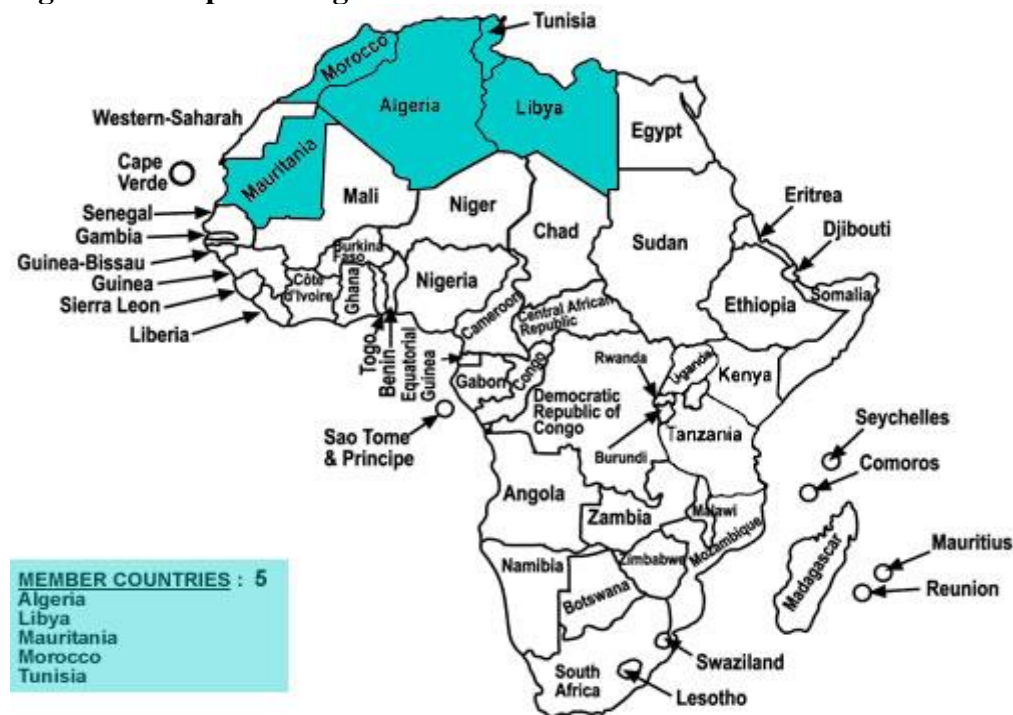 Tunisia
Morocco
Algeria
Libya
Western-Saharah
Egypt
Cape
Verde
Mauritania
Mali
Niger
Chad
Sudan
Eritrea
Djibouti
Senegal
Gambia
Guinea-Bissau
Guinea
Sierra Leon
Liberia
Burkina
Faso
Côte
d'Ivoire
Ghana
Togo
Benin
Nigeria
Cameroon
Central African
Republic
Ethiopia
Somalia
Equatorial
Guinea
Gabon
Congo
Rwanda
Uganda
Kenya
Democratic
Republic of
Congo
Sao Tome
& Principe
Burundi
Tanzania
Seychelles
Comoros
Angola
Zambia
Malawi
Mozambique
Madagascar
Mauritius
Reunion
Namibia
Zimbabwe
Botswana
South
Africa
Swaziland
Lesotho
MEMBER COUNTRIES : 5
Algeria
Libya
Mauritania
Morocco
Tunisia